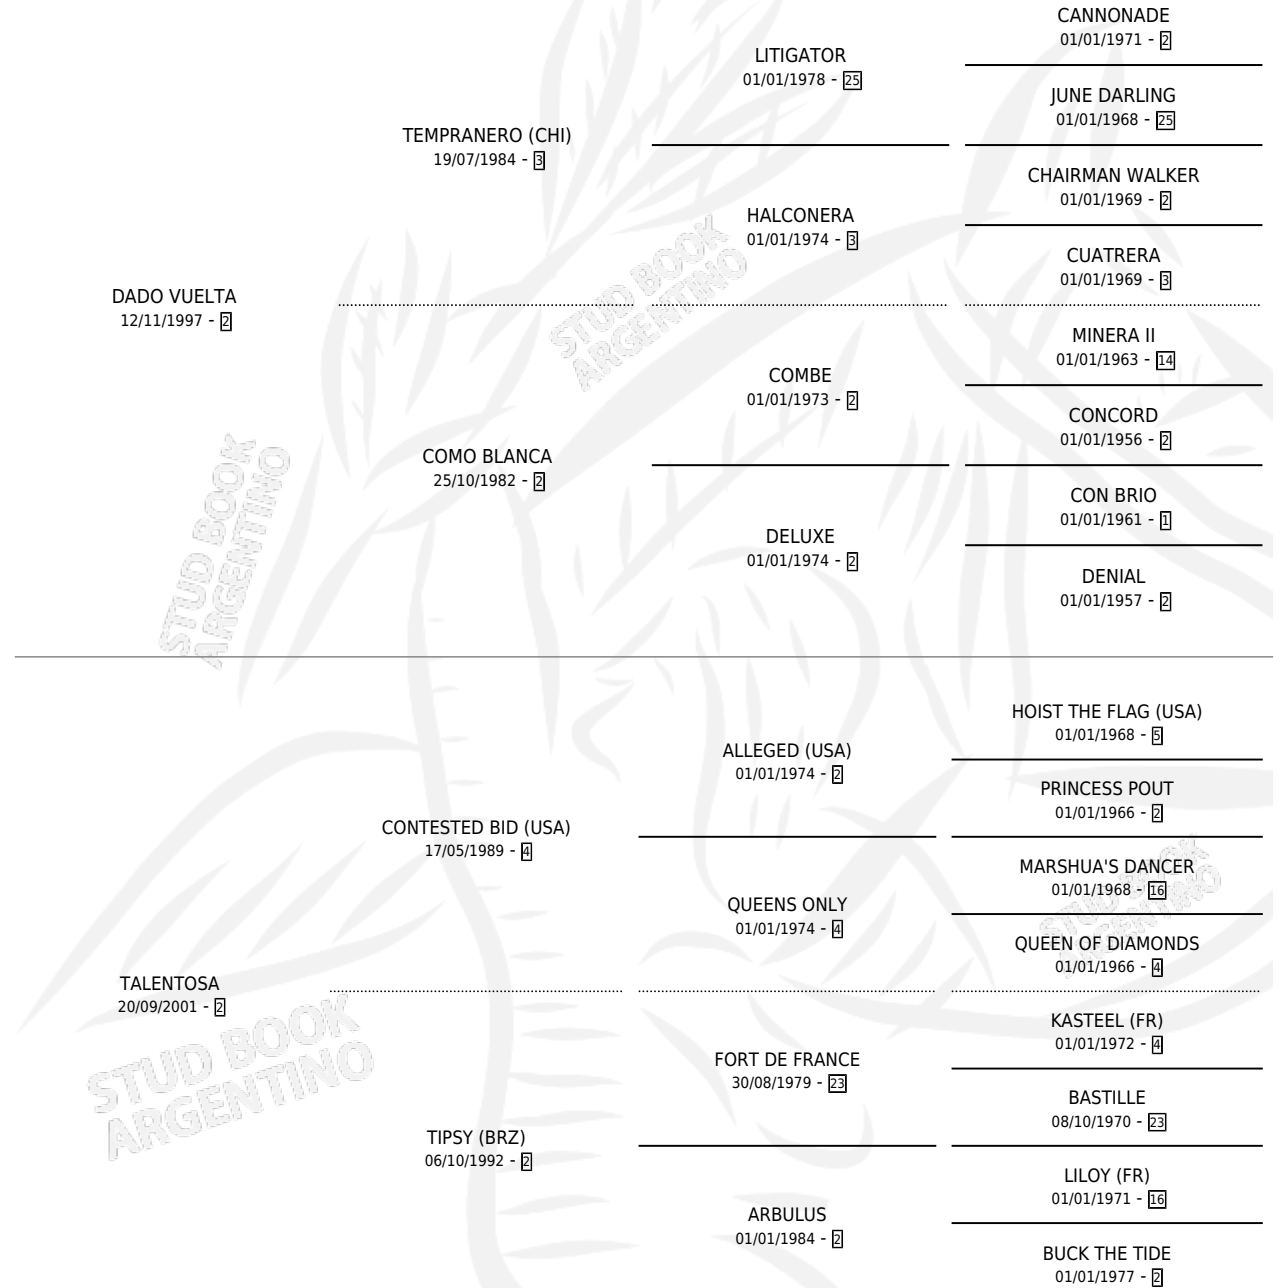 CANNONADE
01/01/1971 - 2
LITIGATOR
01/01/1978 - 25
JUNE DARLING
01/01/1968 - 25
TEMPRANERO (CHI)
19/07/1984 - 3
CHAIRMAN WALKER
01/01/1969 - 2
HALCONERA
01/01/1974 - 3
CUATRERA
01/01/1969 - 3
DADO VUELTA
12/11/1997 - 2
MINERA II
01/01/1963 - 14
COMBE
01/01/1973 - 2
CONCORD
01/01/1956 - 2
COMO BLANCA
25/10/1982 - 2
CON BRIO
01/01/1961 - 1
DELUXE
01/01/1974 - 2
DENIAL
01/01/1957 - 2
HOIST THE FLAG (USA)
01/01/1968 - 5
ALLEGED (USA)
01/01/1974 - 2
PRINCESS POUT
01/01/1966 - 2
CONTESTED BID (USA)
17/05/1989 - 4
MARSHUA'S DANCER
01/01/1968 - 16
QUEENS ONLY
01/01/1974 - 4
QUEEN OF DIAMONDS
01/01/1966 - 4
TALENTOSA
20/09/2001 - 2
KASTEEL (FR)
01/01/1972 - 4
FORT DE FRANCE
30/08/1979 - 23
BASTILLE
08/10/1970 - 23
TIPSY (BRZ)
06/10/1992 - 2
LILOY (FR)
01/01/1971 - 16
ARBULUS
01/01/1984 - 2
BUCK THE TIDE
01/01/1977 - 2
STUD BOOK
ARGENTINO
STUD BOOK
ARGENTINO
STUD BOOK
ARGENTINO
STUD BOOK
ARGENTINO